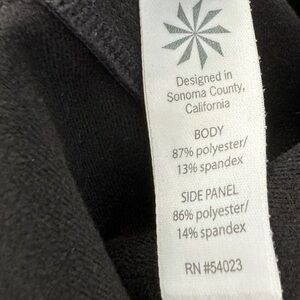 Designed in
Sonoma County,
California
BODY
87% polyester/
13% spandex
SIDE PANEL
86% polyester/
14% spandex
RN #54023